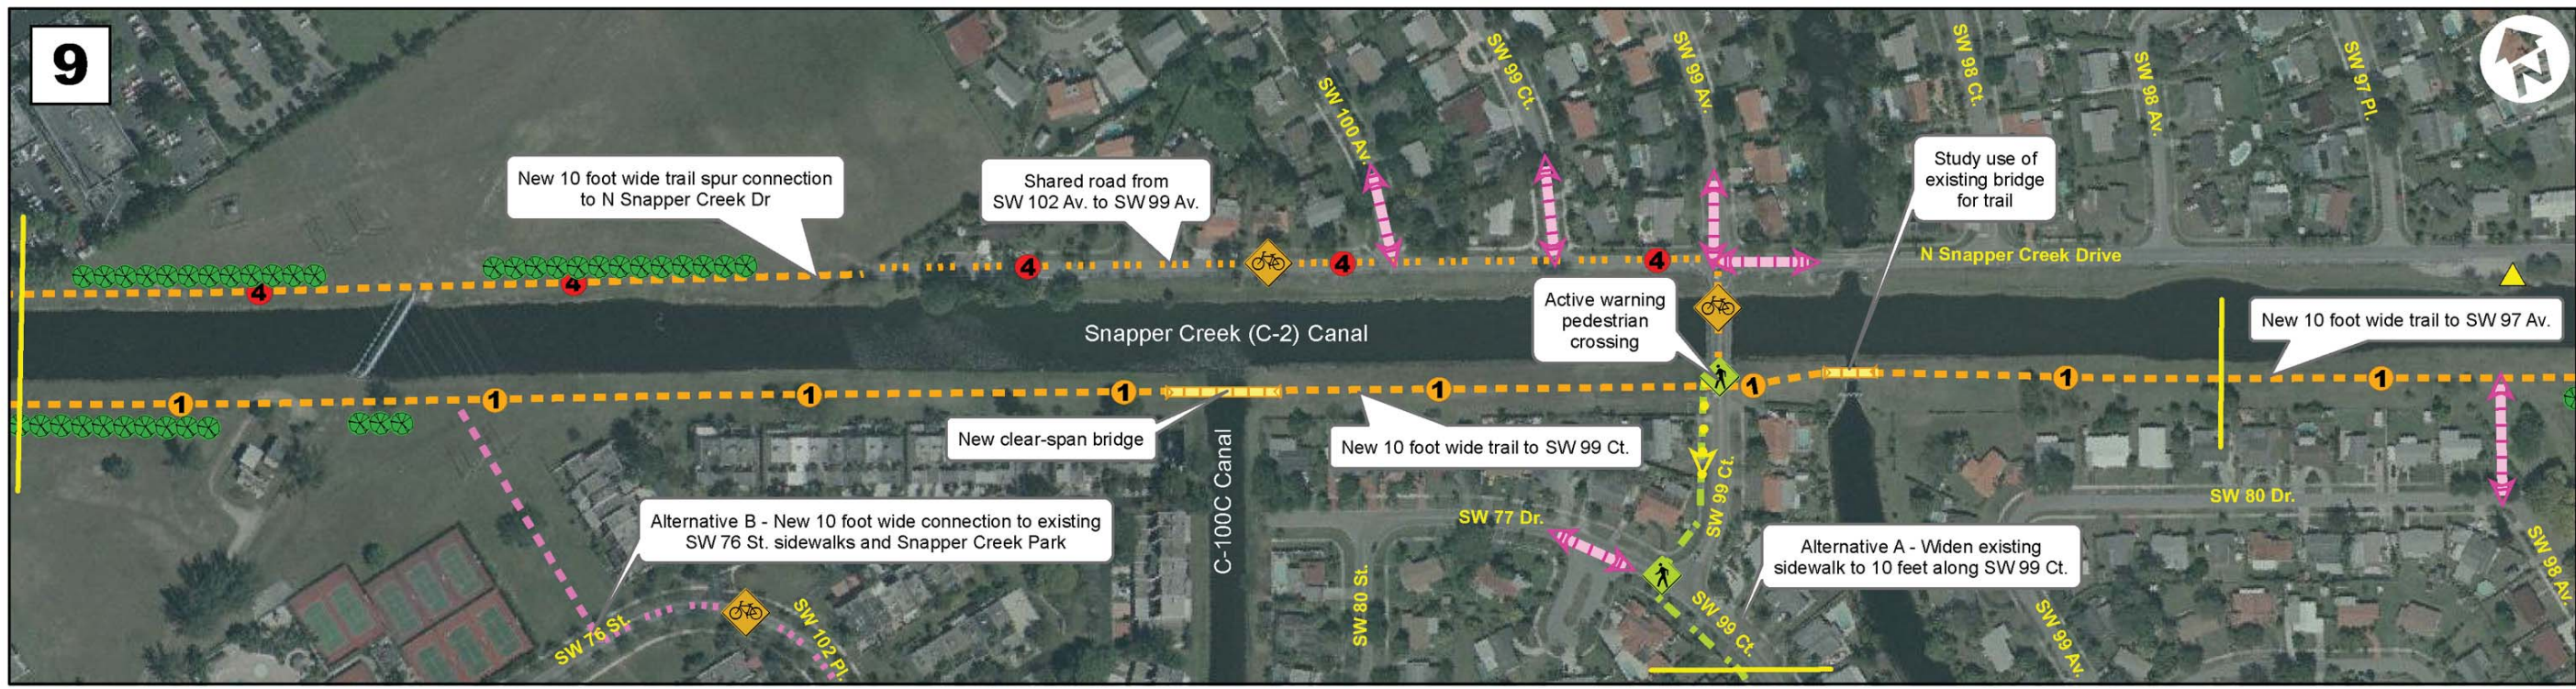 9
SW 100 Av.
SW 99 Ct.
SW 99 Av.
SW 98 Ct.
SW 98 Av.
SW 97 Pl.
N
New 10 foot wide trail spur connection
to N Snapper Creek Dr
Shared road from
SW 102 Av. to SW 99 Av.
Study use of
existing bridge
for trail
4
4
4
4
4
N Snapper Creek Drive
Active warning
pedestrian
crossing
Snapper Creek (C-2) Canal
New 10 foot wide trail to SW 97 Av.
1
1
1
1
1
1
1
1
New clear-span bridge
New 10 foot wide trail to SW 99 Ct.
C-100C Canal
SW 99 Ct.
SW 80 Dr.
SW 77 Dr.
Alternative B - New 10 foot wide connection to existing
SW 76 St. sidewalks and Snapper Creek Park
Alternative A - Widen existing
sidewalk to 10 feet along SW 99 Ct.
SW 76 St.
SW 102 Pl.
SW 80 St.
SW 99 Ct.
SW 99 Av.
SW 98 Av.